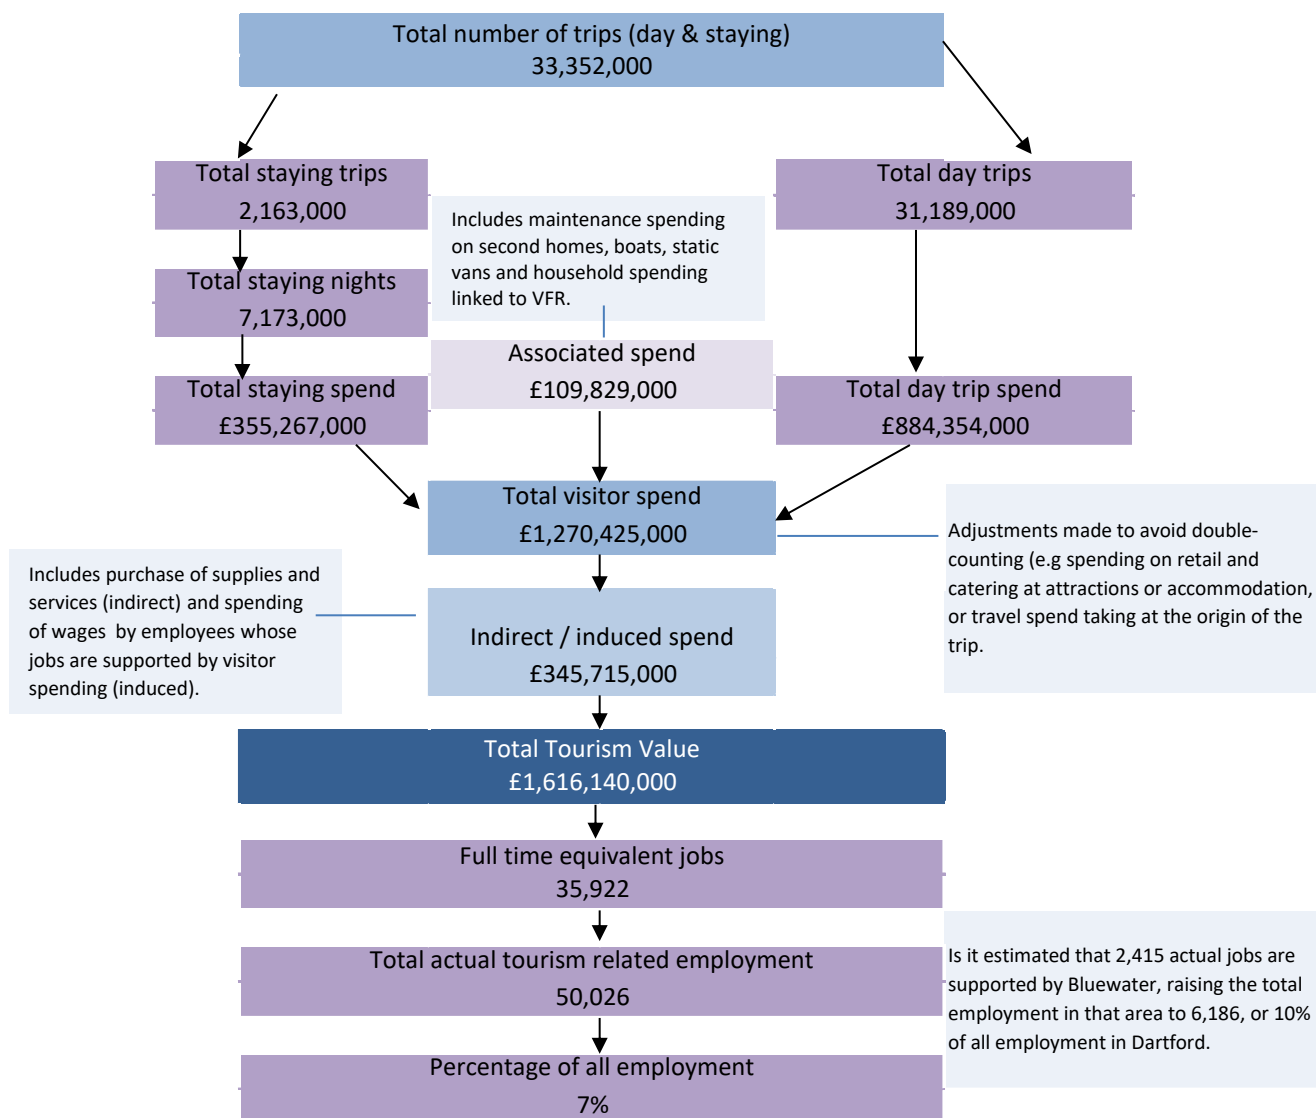 Total number of trips (day & staying)
33,352,000
Total staying trips
2,163,000
Total day trips
31,189,000
Includes maintenance spending
on second homes, boats, static
vans and household spending
linked to VFR.
Total staying nights
7,173,000
Associated spend
£109,829,000
Total staying spend
£355,267,000
Total day trip spend
£884,354,000
Total visitor spend
£1,270,425,000
Adjustments made to avoid double-
counting (e.g spending on retail and
catering at attractions or accommodation,
or travel spend taking at the origin of the
trip.
Includes purchase of supplies and
services (indirect) and spending
of wages by employees whose
jobs are supported by visitor
spending (induced).
Indirect / induced spend
£345,715,000
Total Tourism Value
£1,616,140,000
Full time equivalent jobs
35,922
Total actual tourism related employment
50,026
Is it estimated that 2,415 actual jobs are
supported by Bluewater, raising the total
employment in that area to 6,186, or 10%
of all employment in Dartford.
Percentage of all employment
7%